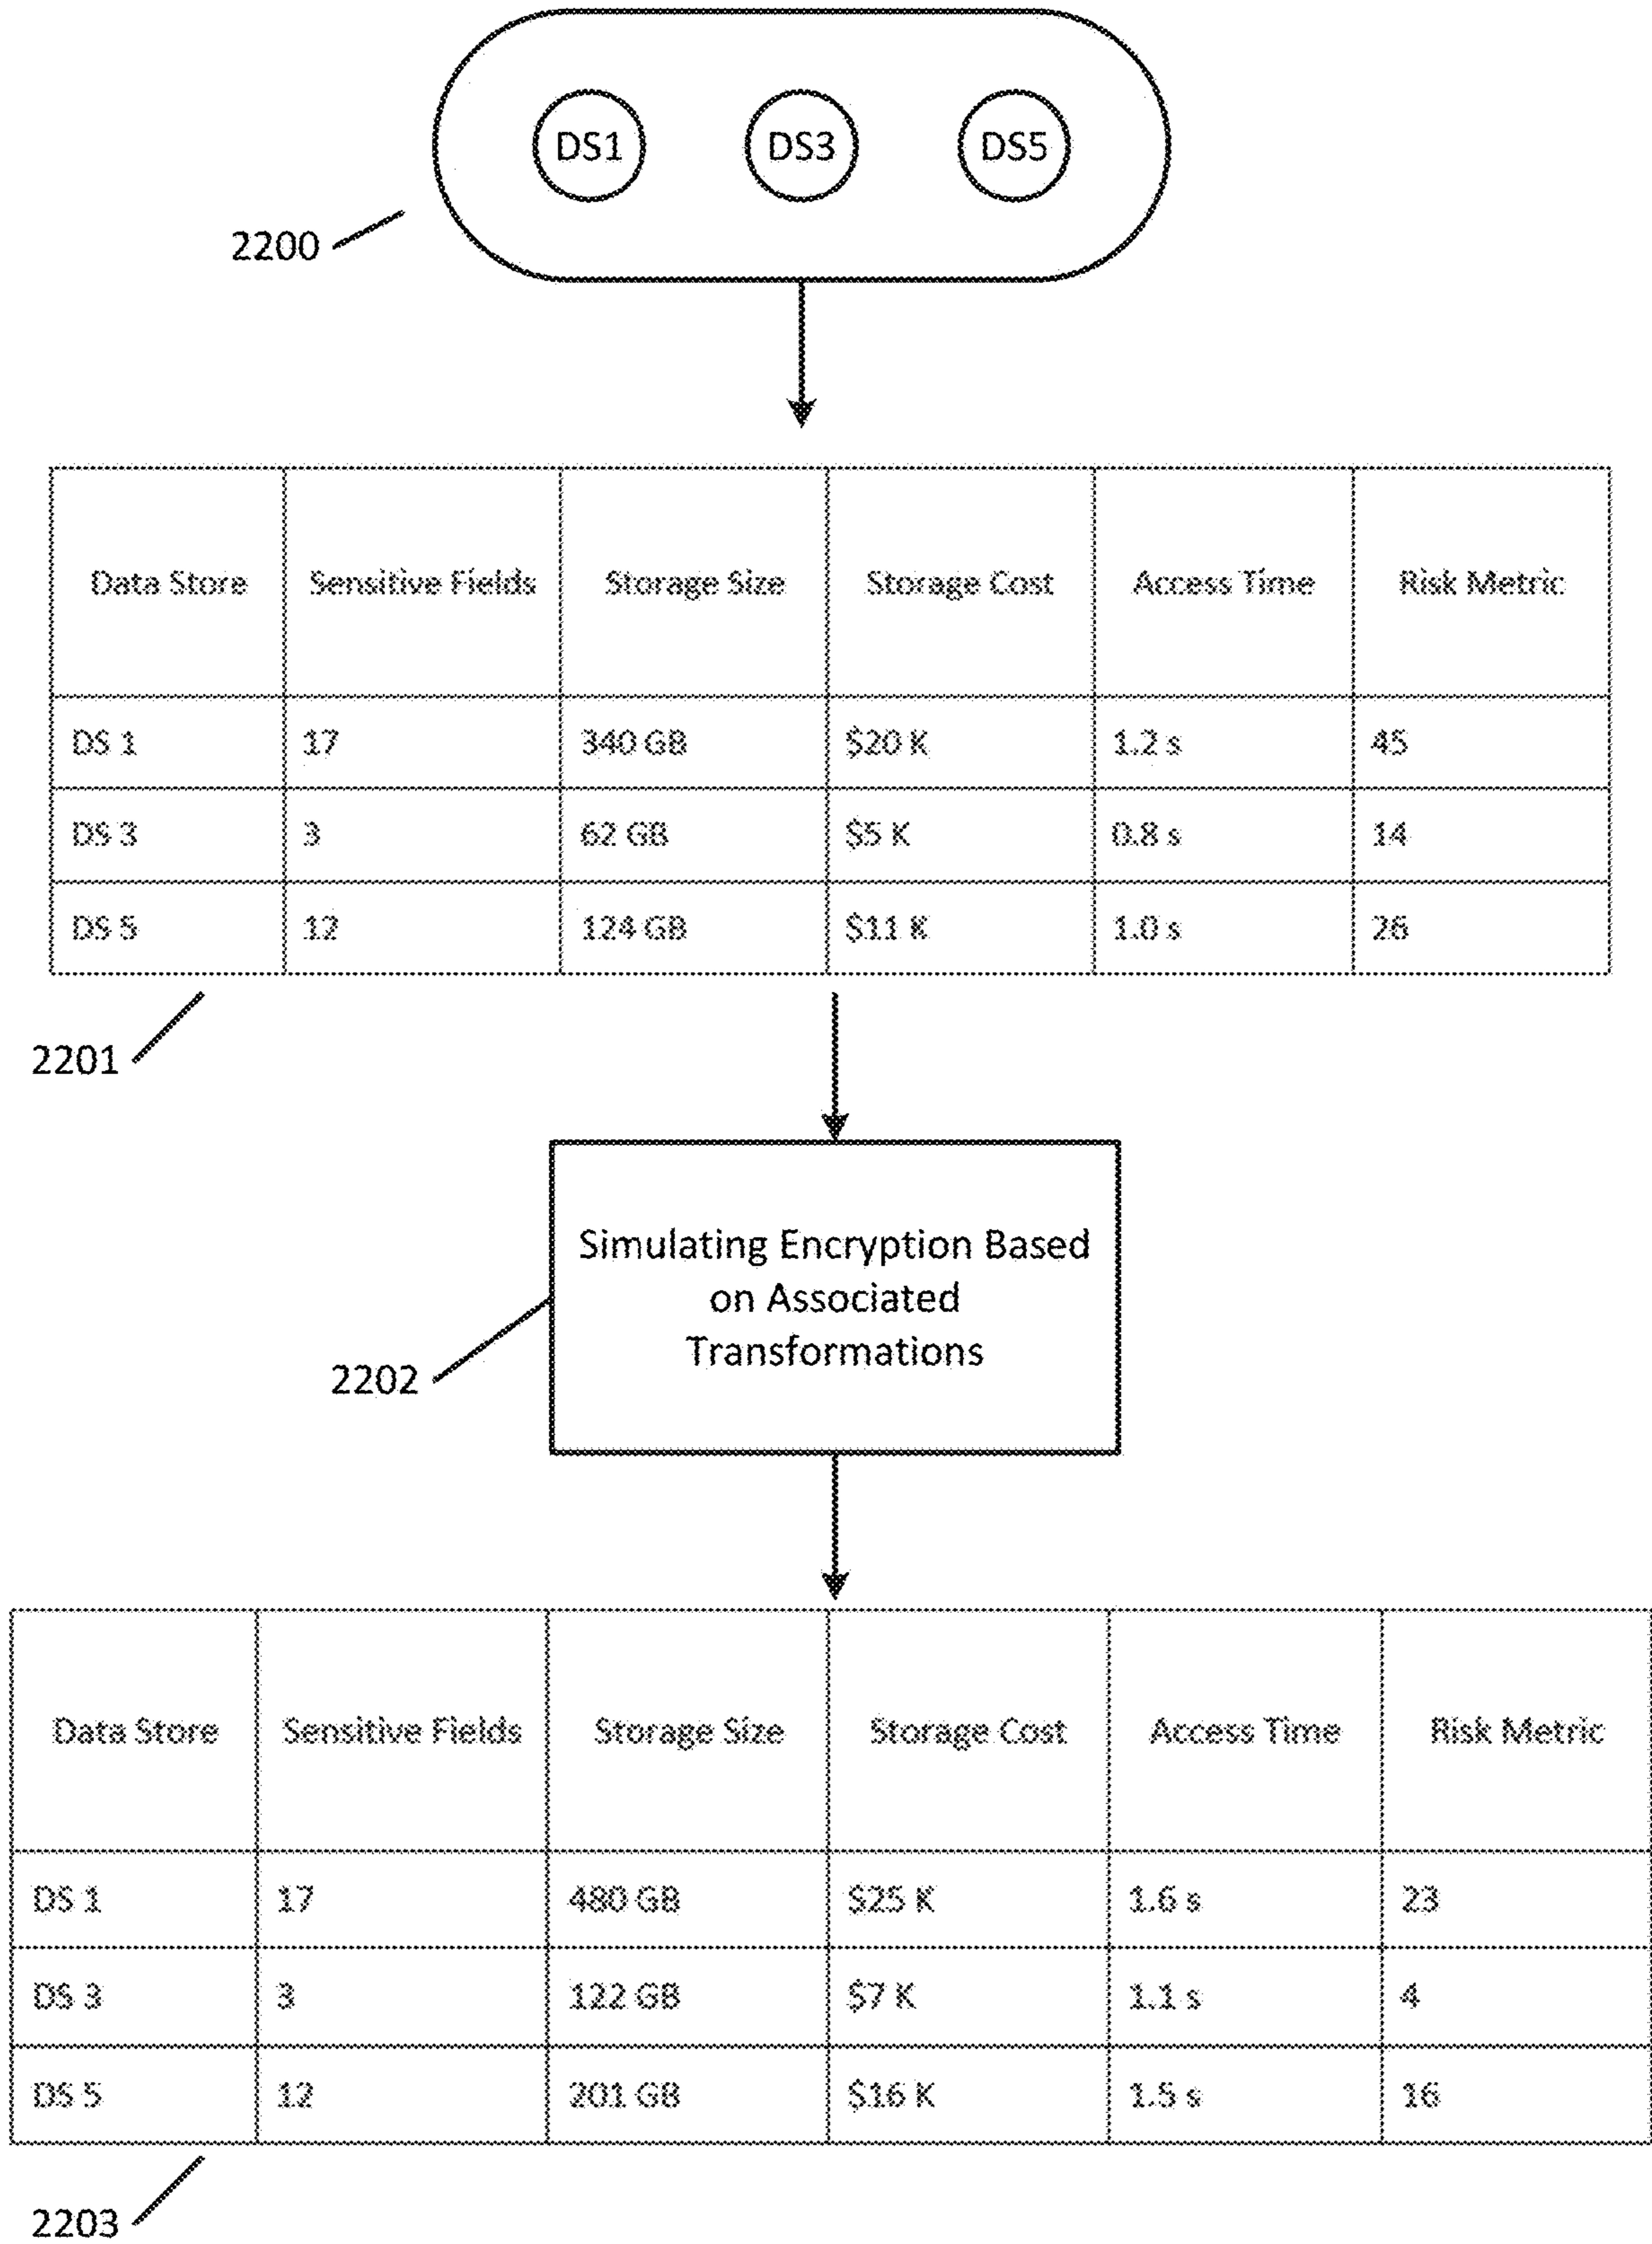 DS1 DS3 DS5
2200
Data Store Sensitive Fields Storage Size Storage Cost Access Time Risk Metric
DS 1 17 340 GB $20 K 1.2 s 45
DS 3 3 62 GB $5 K 0.8 s 14
DS 5 12 124 GB $11 K 1.0 s 26
2201
Simulating Encryption Based
on Associated
Transformations
2202
Data Store Sensitive Fields Storage Size Storage Cost Access Time Risk Metric
DS 1 17 480 GB $25 K 1.6 s 23
DS 3 3 122 GB $7 K 1.1 s 4
DS 5 12 201 GB $16 K 1.5 s 16
2203